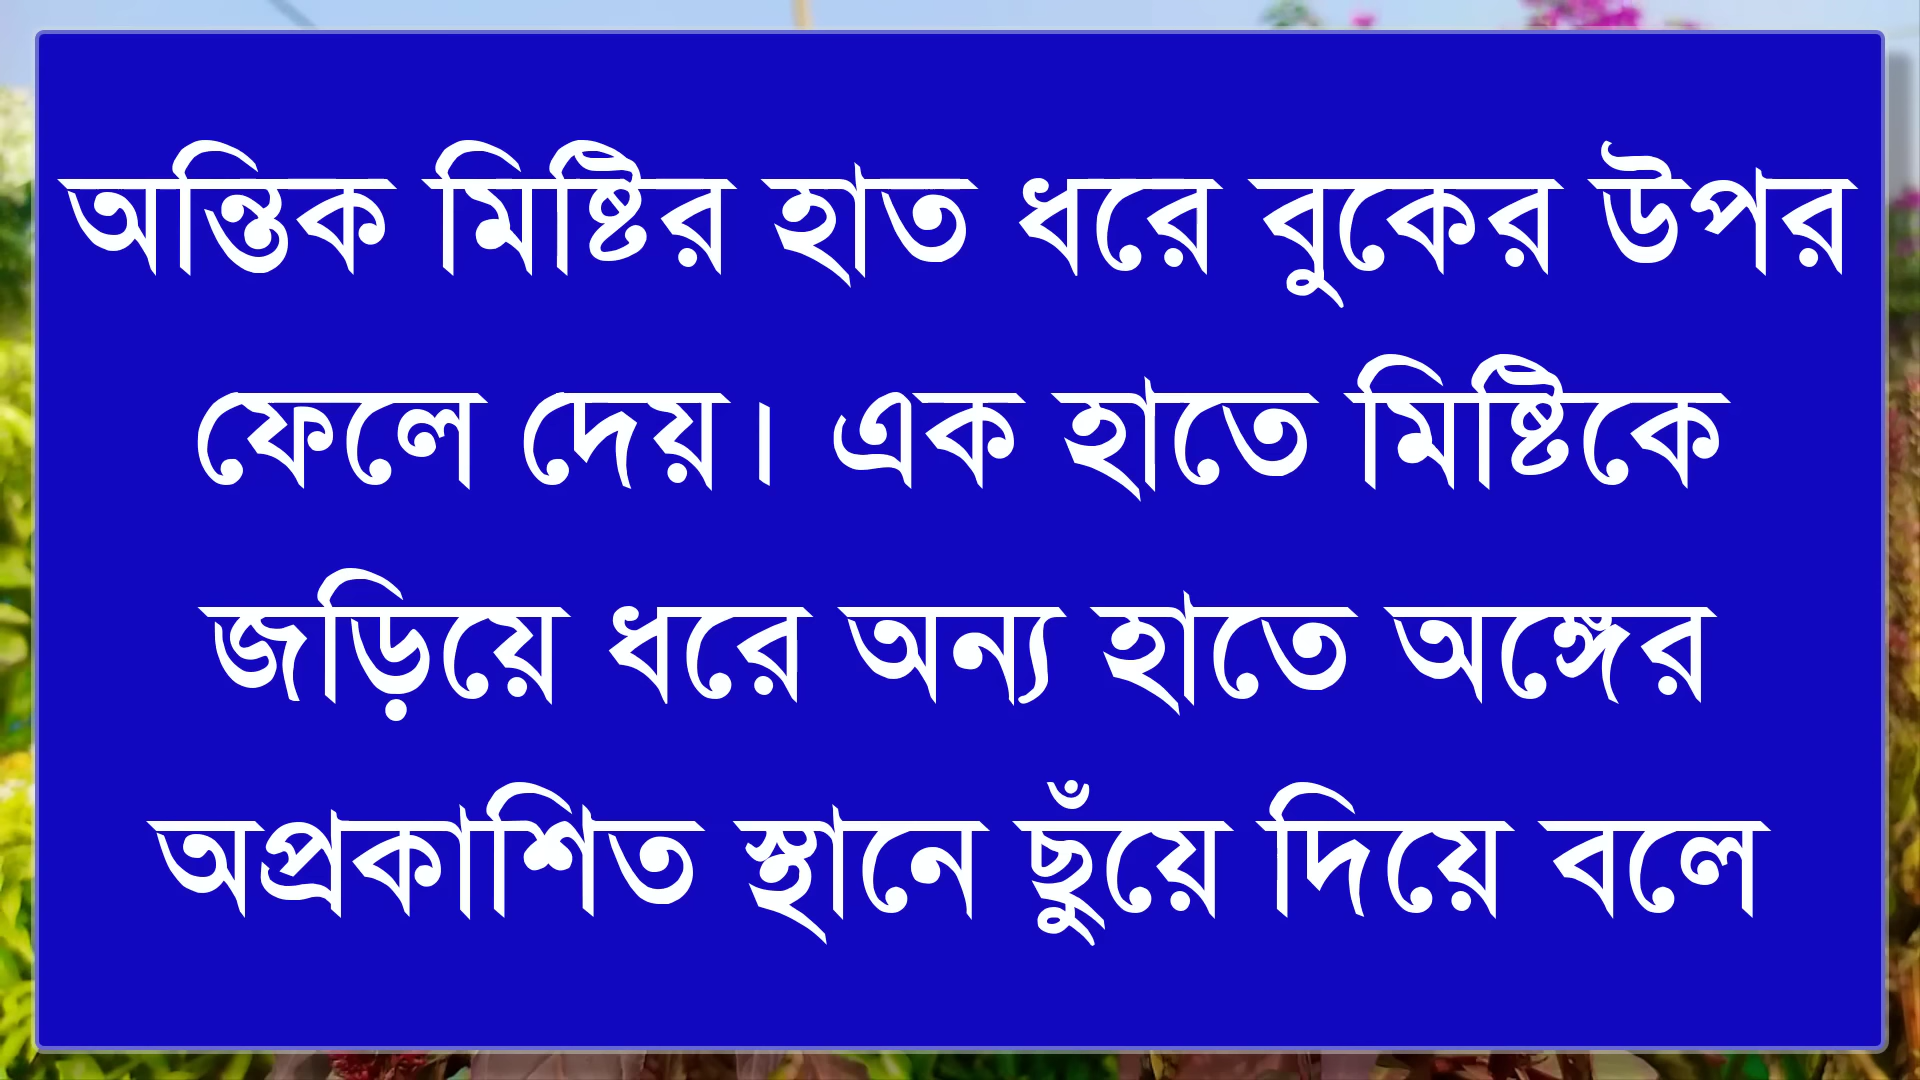 অন্তিক মিষ্টির হাত ধরে বুকের উপর
ফেলে দেয়। এক হাতে মিষ্টিকে
জড়িয়ে ধরে অন্য হাতে অঙ্গের
অপ্রকাশিত স্থানে ছুঁয়ে দিয়ে বলে